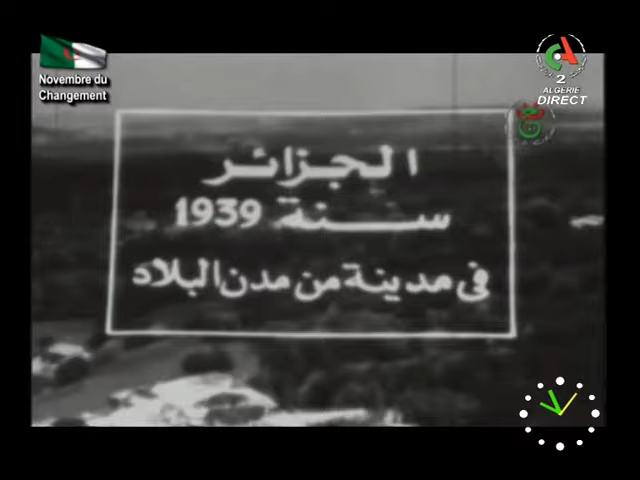 Novembre du
Changement
2
ALGERIE
DIRECT
الجزائر
سنة 1939
فى مدينة من مدن البلاد